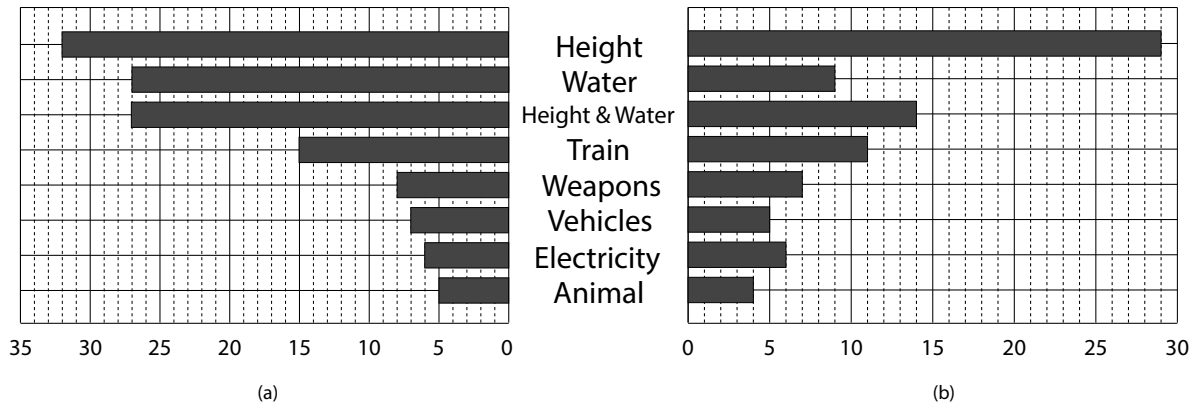 Height
Water
Height & Water
Train
Weapons
Vehicles
Electricity
Animal
35 30 25 20 15 10 5 0
0 5 10 15 20 25 30
(a)
(b)